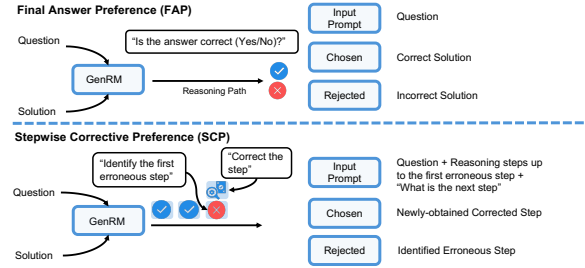 Final Answer Preference (FAP)
Question
"Is the answer correct (Yes/No)?"
GenRM
Reasoning Path
Solution
Input
Prompt
Question
Chosen
Correct Solution
Rejected
Incorrect Solution
Stepwise Corrective Preference (SCP)
"Identify the first
erroneous step"
"Correct the
step"
Question
GenRM
Solution
Input
Prompt
Question + Reasoning steps up
to the first erroneous step +
"What is the next step"
Chosen
Newly-obtained Corrected Step
Rejected
Identified Erroneous Step